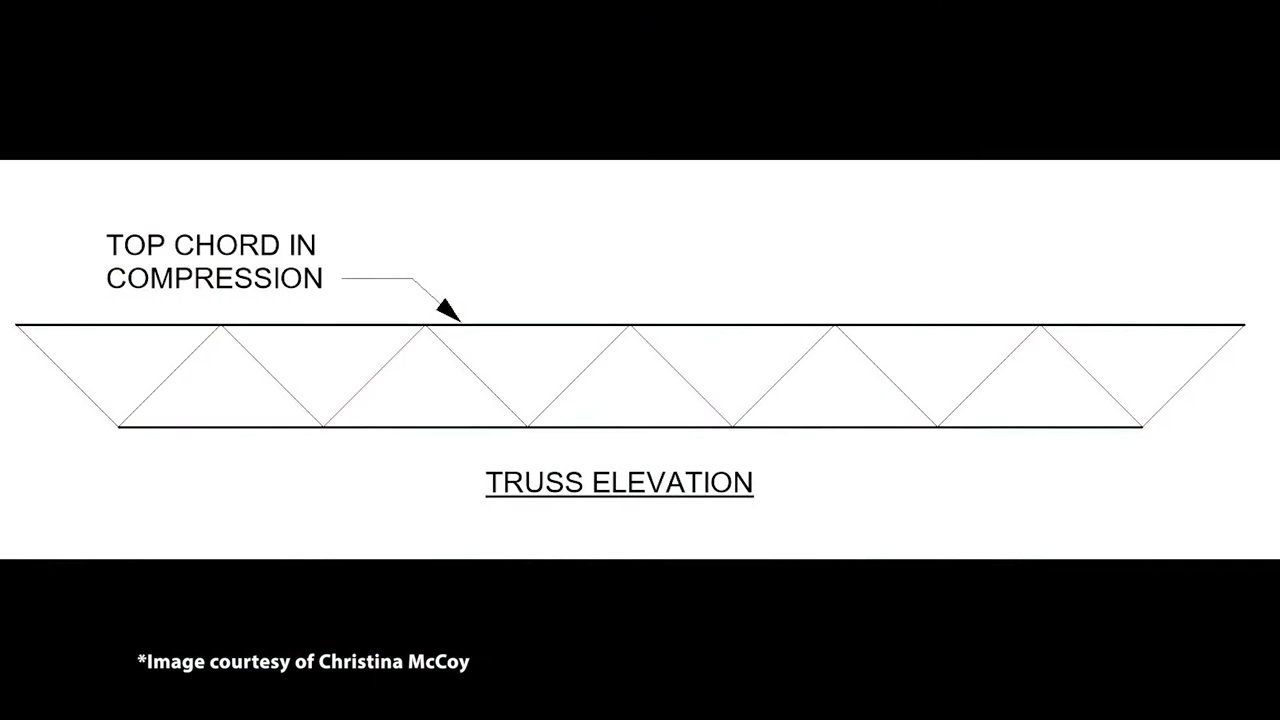 TOP CHORD IN
COMPRESSION
TRUSS ELEVATION
*Image courtesy of Christina McCoy